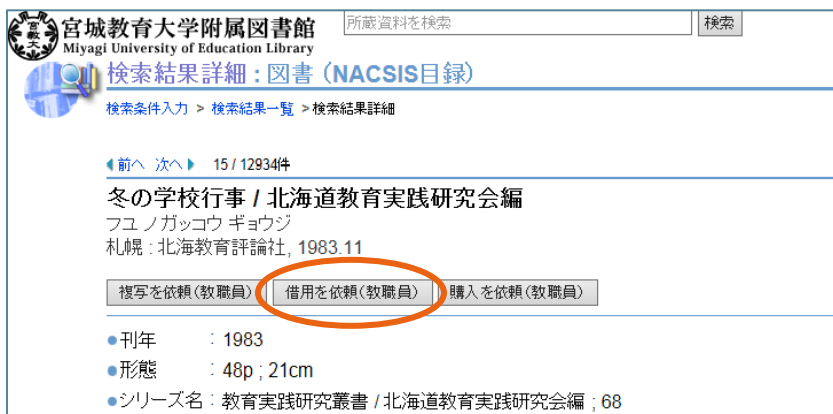 宮城教育大学附属図書館
Miyagi University of Education Library
所蔵資料を検索 検索
検索結果詳細 : 図書 (NACSIS目録)
検索条件入力 > 検索結果一覧 >検索結果詳細
前へ 次へ 15 / 12934件
冬の学校行事 / 北海道教育実践研究会編
フユ ノ ガッコウ ギョウジ
札幌 : 北海教育評論社, 1983.11
複写を依頼(教職員) 借用を依頼(教職員) 購入を依頼(教職員)
●刊年 : 1983
●形態 : 48p ; 21cm
●シリーズ名 : 教育実践研究叢書 / 北海道教育実践研究会編 ; 68